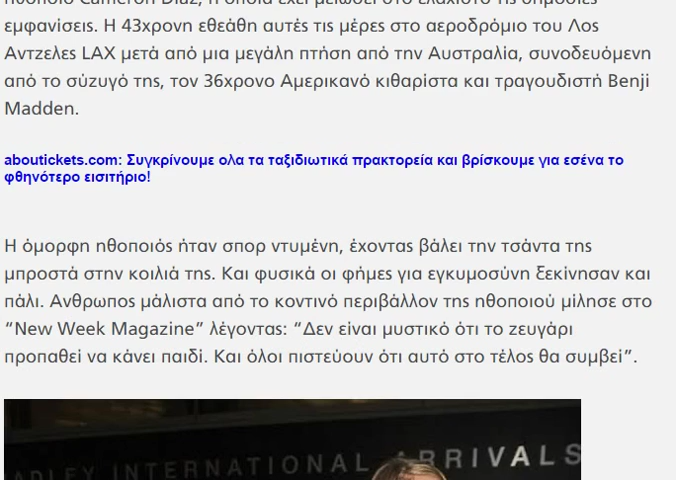 ηθοποιό Cameron Diaz, η οποία έχει μειώσει στο ελάχιστο τις δημόσιες
εμφανίσεις. Η 43χρονη εθεάθη αυτές τις μέρες στο αεροδρόμιο του Λος
Αντζελες LAX μετά από μια μεγάλη πτήση από την Αυστραλία, συνοδευόμενη
από το σύζυγό της, τον 36χρονο Αμερικανό κιθαρίστα και τραγουδιστή Benji
Madden.
aboutickets.com: Συγκρίνουμε ολα τα ταξιδιωτικά πρακτορεία και βρίσκουμε για εσένα το
φθηνότερο εισιτήριο!
Η όμορφη ηθοποιός ήταν σπορ ντυμένη, έχοντας βάλει την τσάντα της
μπροστά στην κοιλιά της. Και φυσικά οι φήμες για εγκυμοσύνη ξεκίνησαν και
πάλι. Ανθρωπος μάλιστα από το κοντινό περιβάλλον της ηθοποιού μίλησε στο
“New Week Magazine” λέγοντας: “Δεν είναι μυστικό ότι το ζευγάρι
προπαθεί να κάνει παιδί. Και όλοι πιστεύουν ότι αυτό στο τέλος θα συμβεί”.
ADLEY INTERNATIONAL ARRIVALS